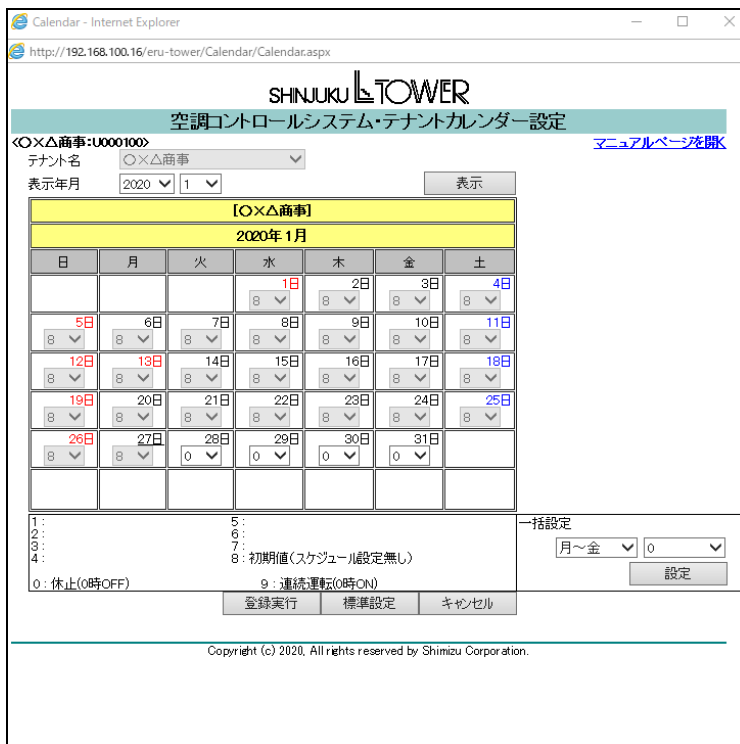 Calendar - Internet Explorer
http://192.168.100.16/eru-tower/Calendar/Calendar.aspx
SHINJUKU L TOWER
空調コントロールシステム・テナントカレンダー設定
<○×△商事:U000100> マニュアルページを開く
テナント名 ○×△商事
表示年月 2020 1 表示
[○×△商事]
2020年 1月
日 月 火 水 木 金 土
1日 2日 3日 4日
8 8 8 8
5日 6日 7日 8日 9日 10日 11日
8 8 8 8 8 8 8
12日 13日 14日 15日 16日 17日 18日
8 8 8 8 8 8 8
19日 20日 21日 22日 23日 24日 25日
8 8 8 8 8 8 8
26日 27日 28日 29日 30日 31日
8 8 0 0 0 0
1: 5:
2: 6:
3: 7:
4: 8:初期値(スケジュール設定無し)
0:休止(0時OFF) 9:連続運転(0時ON)
一括設定
月～金 0
設定
登録実行 標準設定 キャンセル
Copyright (c) 2020, All rights reserved by Shimizu Corporation.